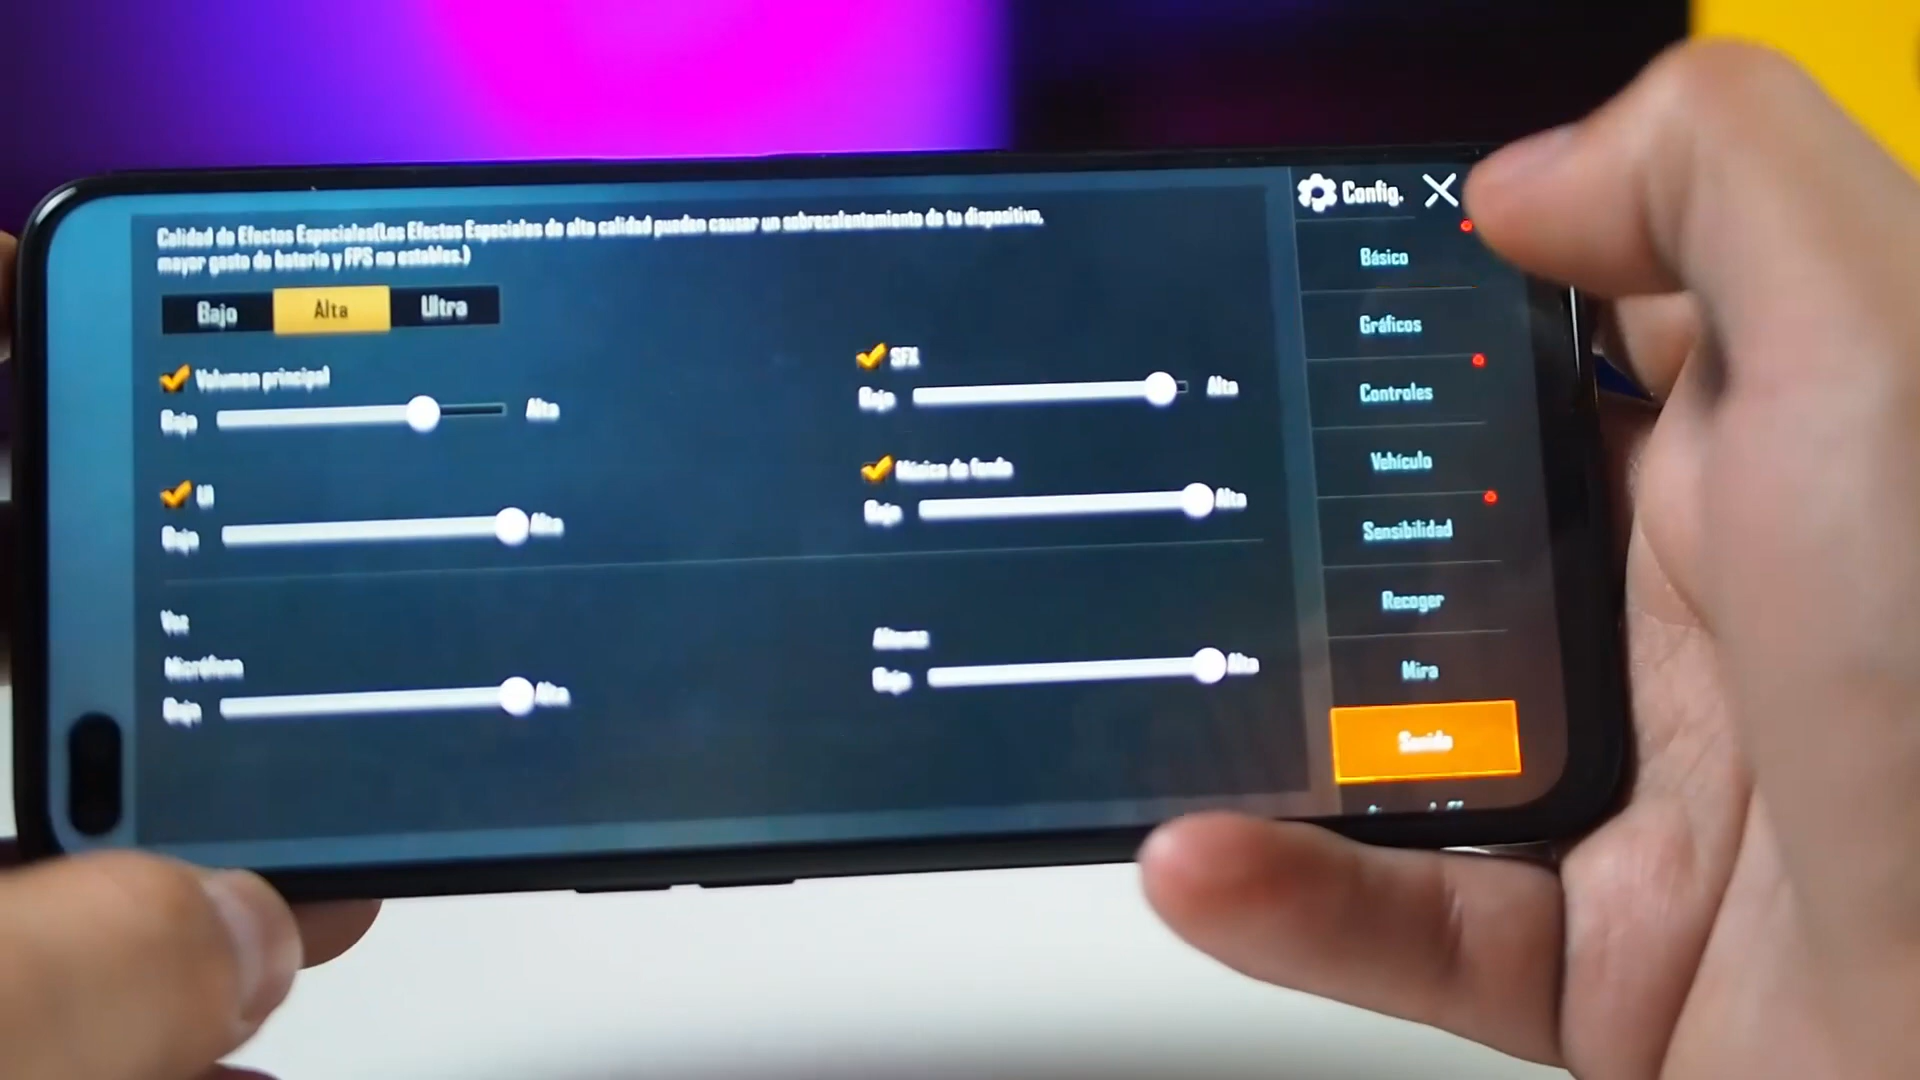 Calidad de Efectos Especiales(Los Efectos Especiales de alta calidad pueden causar un sobrecalentamiento de tu dispositivo,
mayor gasto de batería y FPS no estables.)
Bajo Alta Ultra
Volumen principal
Bajo Alta
SFX
Bajo Alta
UI
Bajo Alta
Música de fondo
Bajo Alta
Voz
Micrófono
Bajo Alta
Altavoz
Bajo Alta
Config.
Básico
Gráficos
Controles
Vehículo
Sensibilidad
Recoger
Mira
Sonido